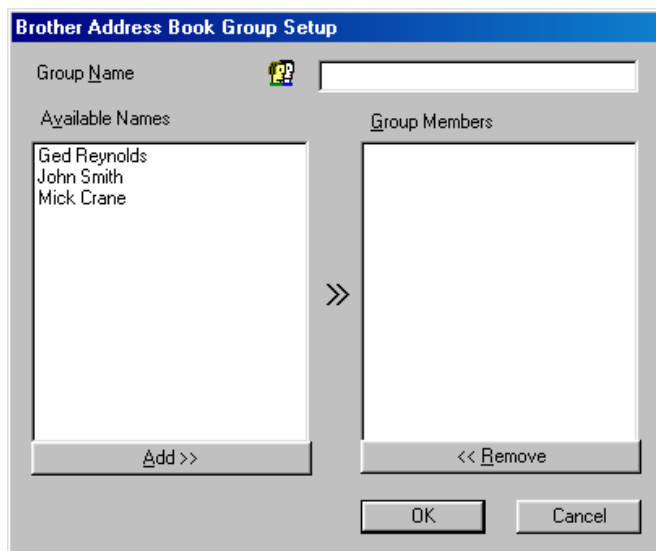 Brother Address Book Group Setup
Group Name
Available Names
Group Members
Ged Reynolds
John Smith
Mick Crane
Add >>
<< Remove
OK
Cancel